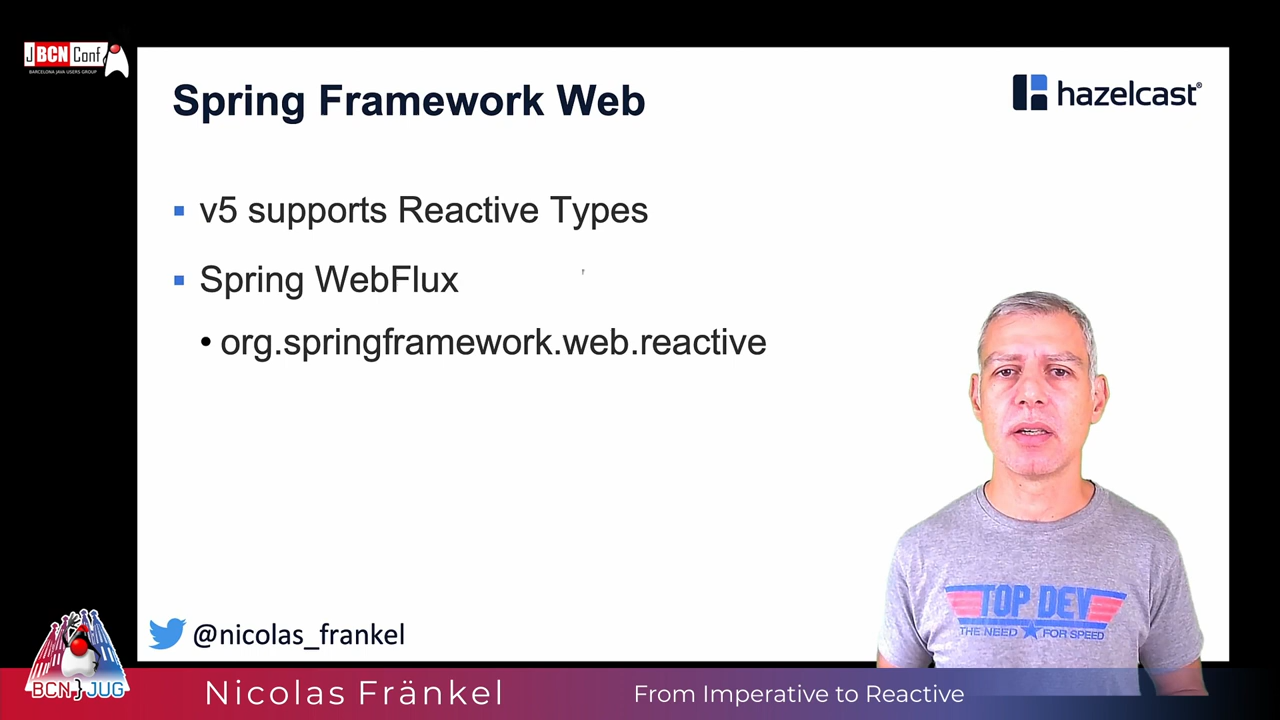 JBCNConf
BARCELONA JAVA USERS GROUP
Spring Framework Web
hazelcast®
v5 supports Reactive Types
Spring WebFlux
org.springframework.web.reactive
TOP DEV
THE NEED FOR SPEED
@nicolas_frankel
BCN}JUG
Nicolas Fränkel
From Imperative to Reactive